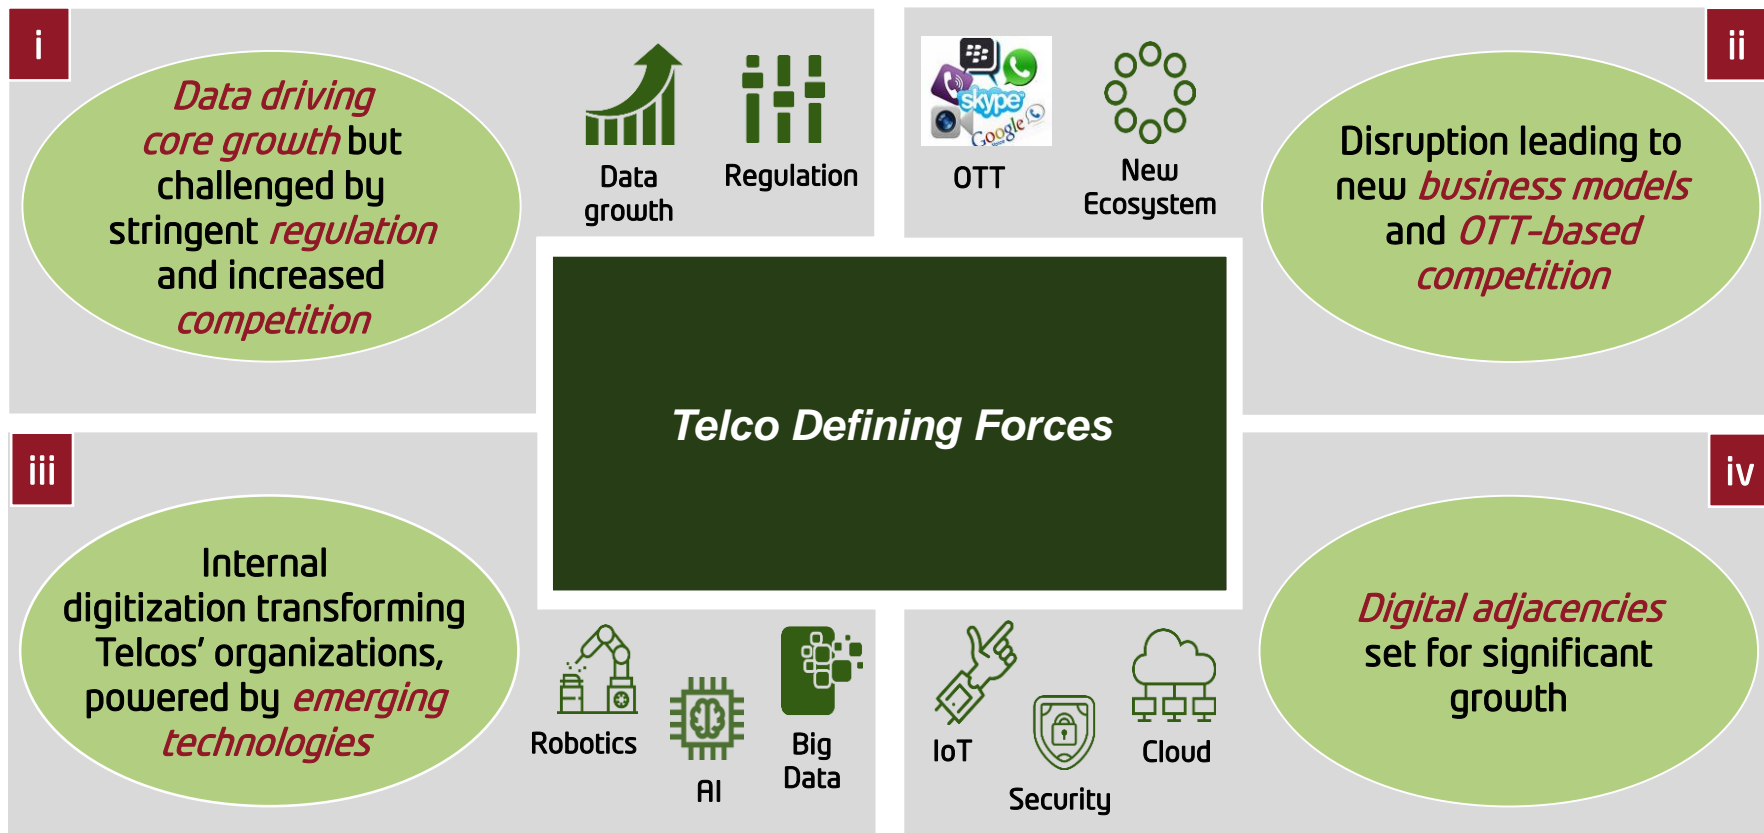 i
Data driving
core growth but
challenged by
stringent regulation
and increased
competition
Data
growth
Regulation
ii
skype
Google
OTT
New
Ecosystem
Disruption leading to
new business models
and OTT-based
competition
Telco Defining Forces
iii
Internal
digitization transforming
Telcos’ organizations,
powered by emerging
technologies
Robotics
AI
Big
Data
iv
IoT
Security
Cloud
Digital adjacencies
set for significant
growth